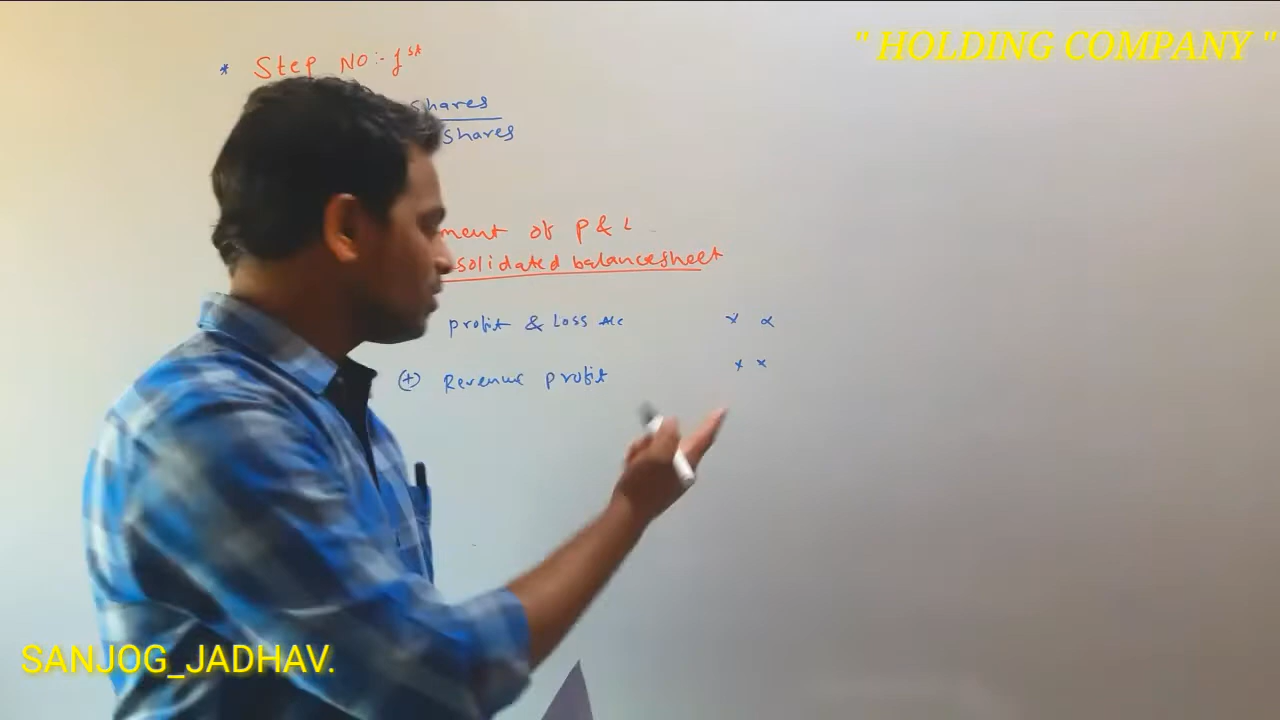 " HOLDING COMPANY "
* Step NO:- 1st
shares
shares
ment of P & L
solidated balancesheet
profit & Loss A/c x x
(+) Revenue profit x x
SANJOG_JADHAV.